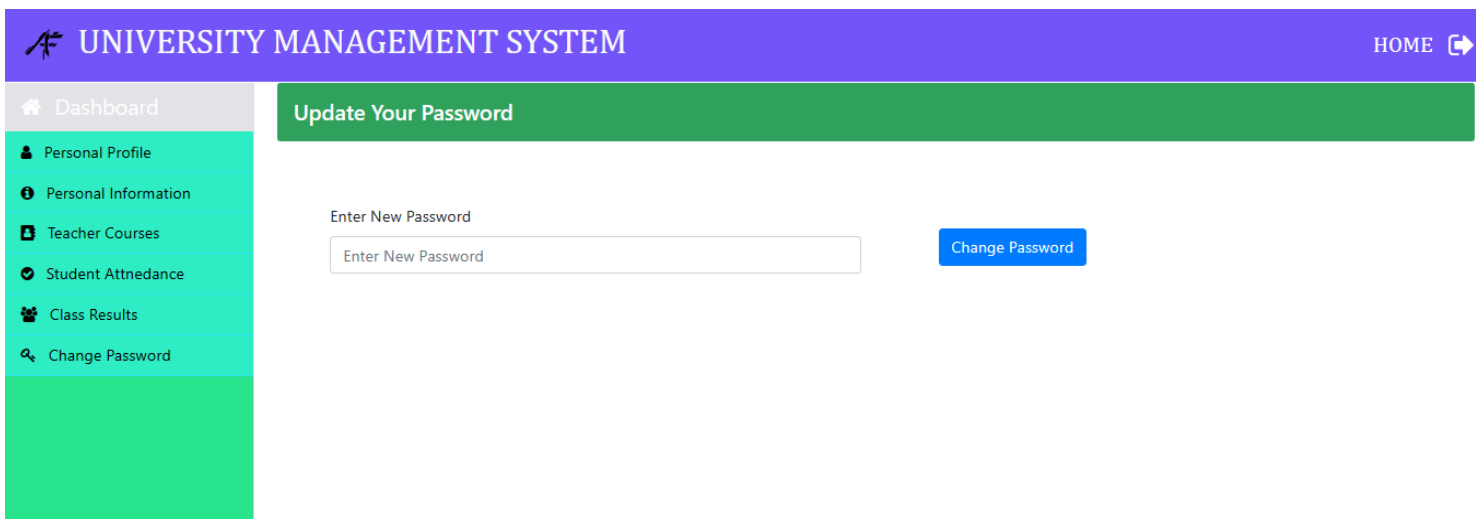 AF UNIVERSITY MANAGEMENT SYSTEM
HOME
Dashboard
Personal Profile
Personal Information
Teacher Courses
Student Attnedance
Class Results
Change Password
Update Your Password
Enter New Password
Enter New Password
Change Password